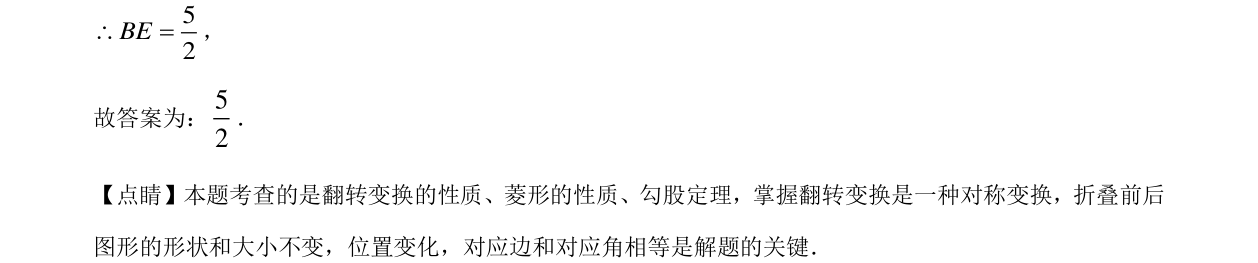 ∴ BE = 5/2，
故答案为：5/2．
【点睛】本题考查的是翻转变换的性质、菱形的性质、勾股定理，掌握翻转变换是一种对称变换，折叠前后
图形的形状和大小不变，位置变化，对应边和对应角相等是解题的关键．